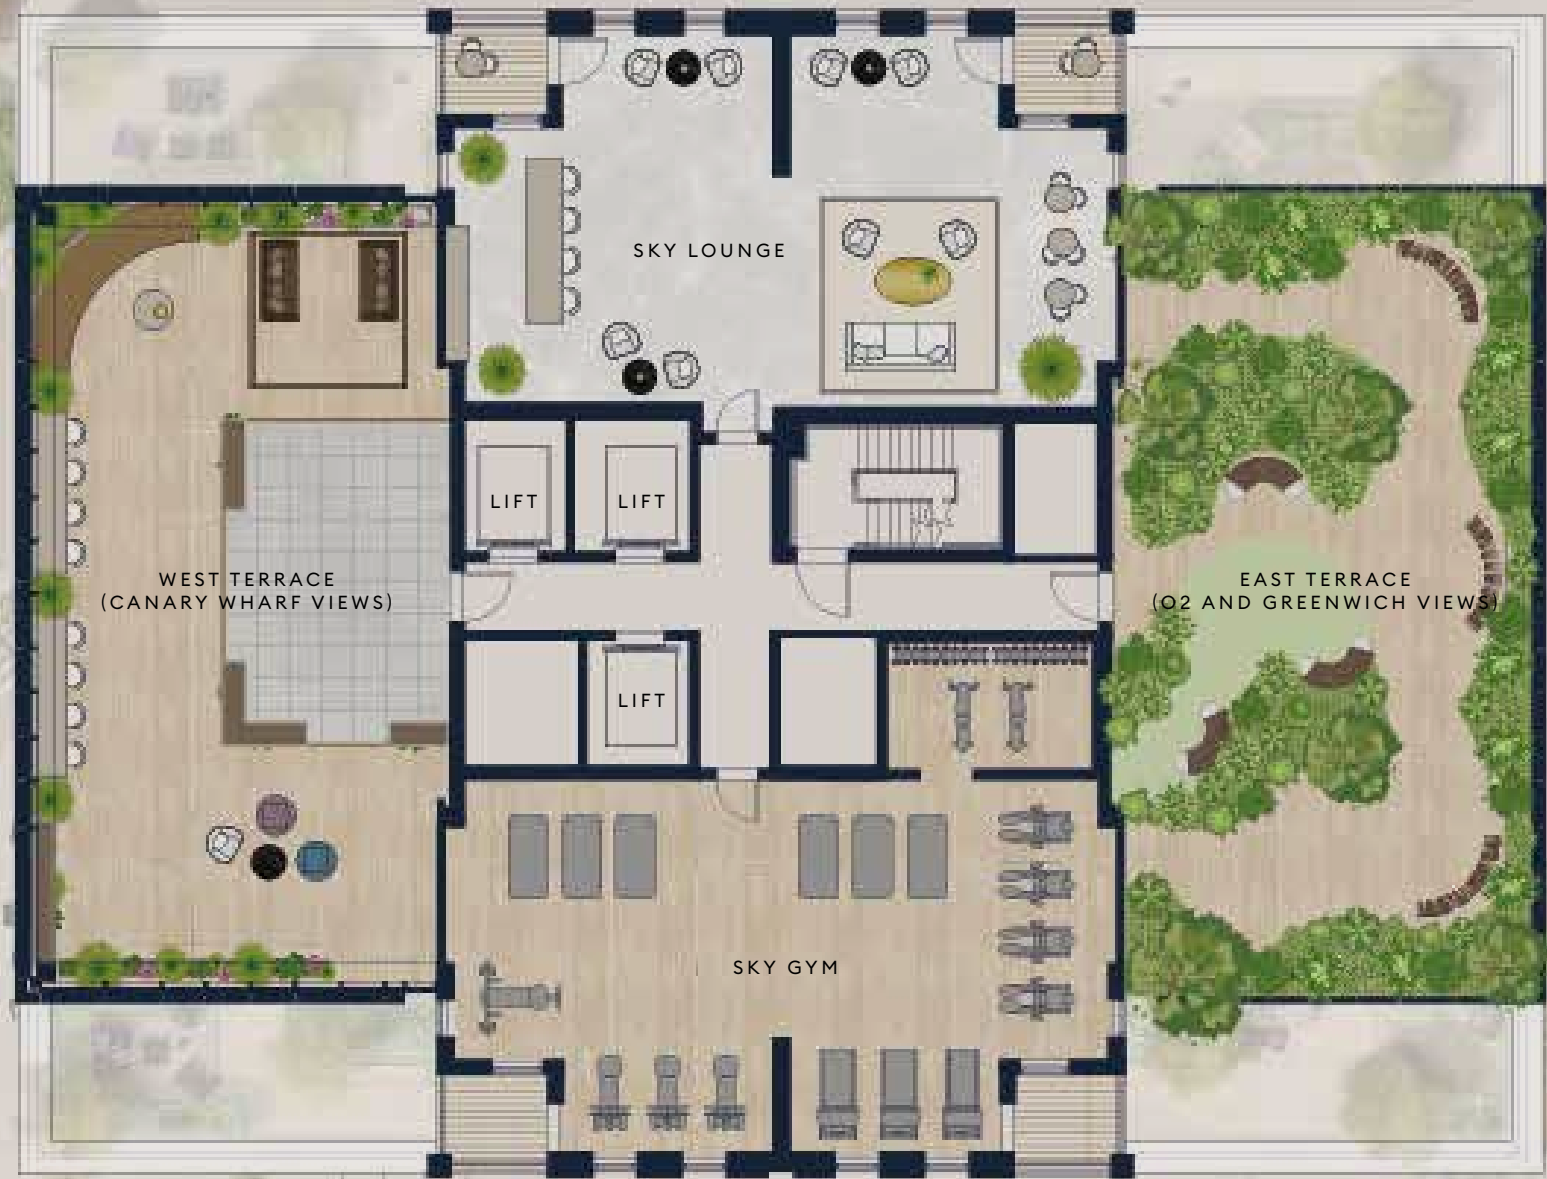 SKY LOUNGE
LIFT
LIFT
WEST TERRACE
(CANARY WHARF VIEWS)
EAST TERRACE
(O2 AND GREENWICH VIEWS)
LIFT
SKY GYM